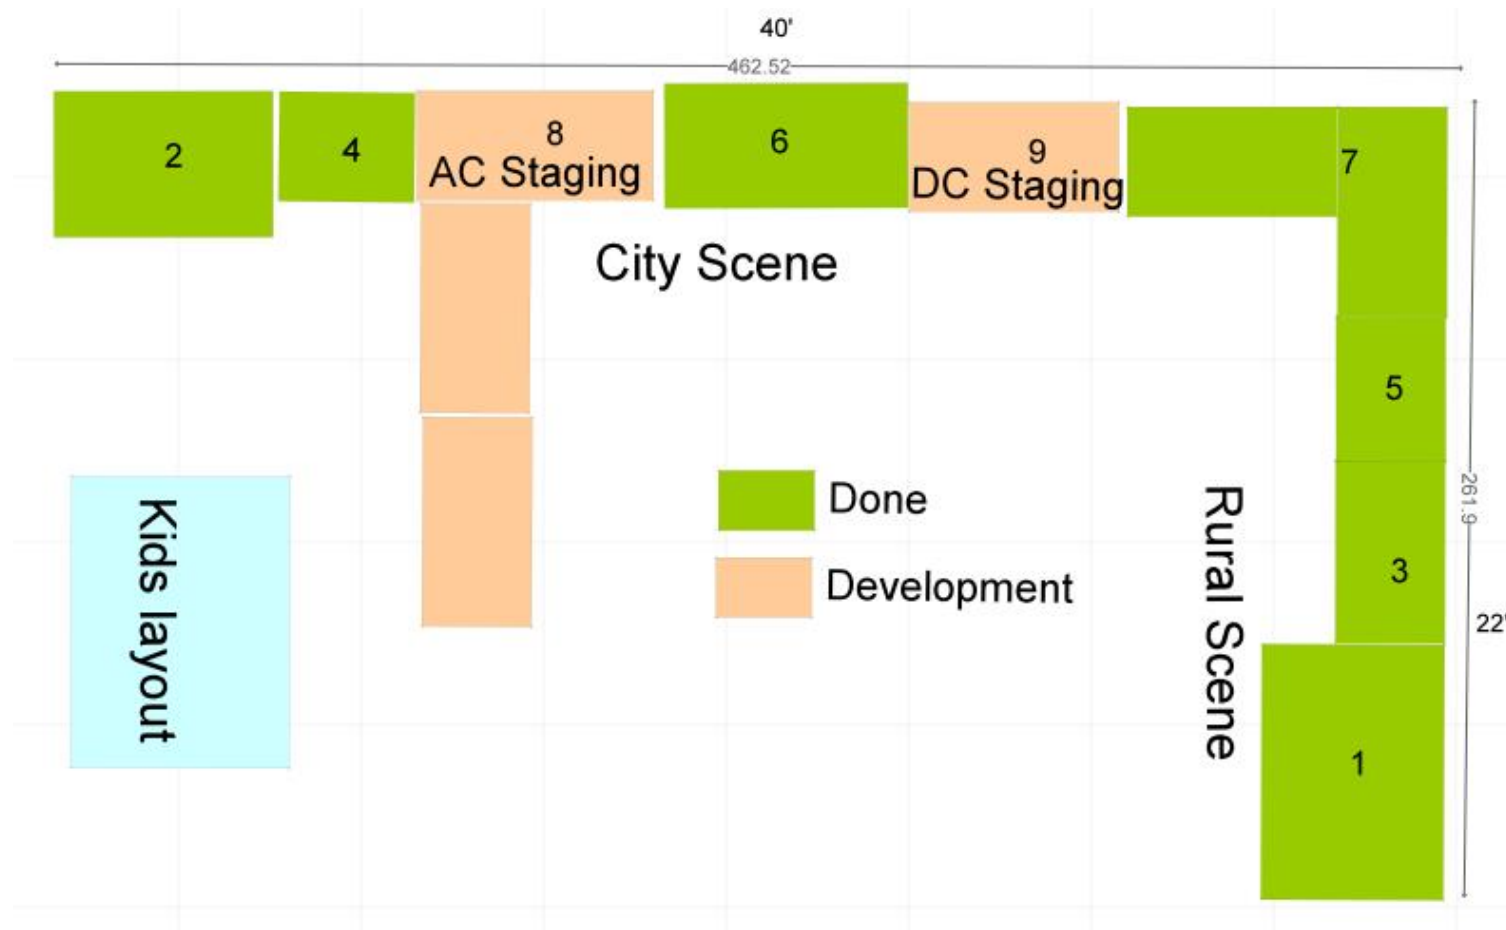 40'
462.52
2
4
8
AC Staging
6
9
DC Staging
7
City Scene
5
3
1
261.9
22'
Rural Scene
Kids layout
Done
Development